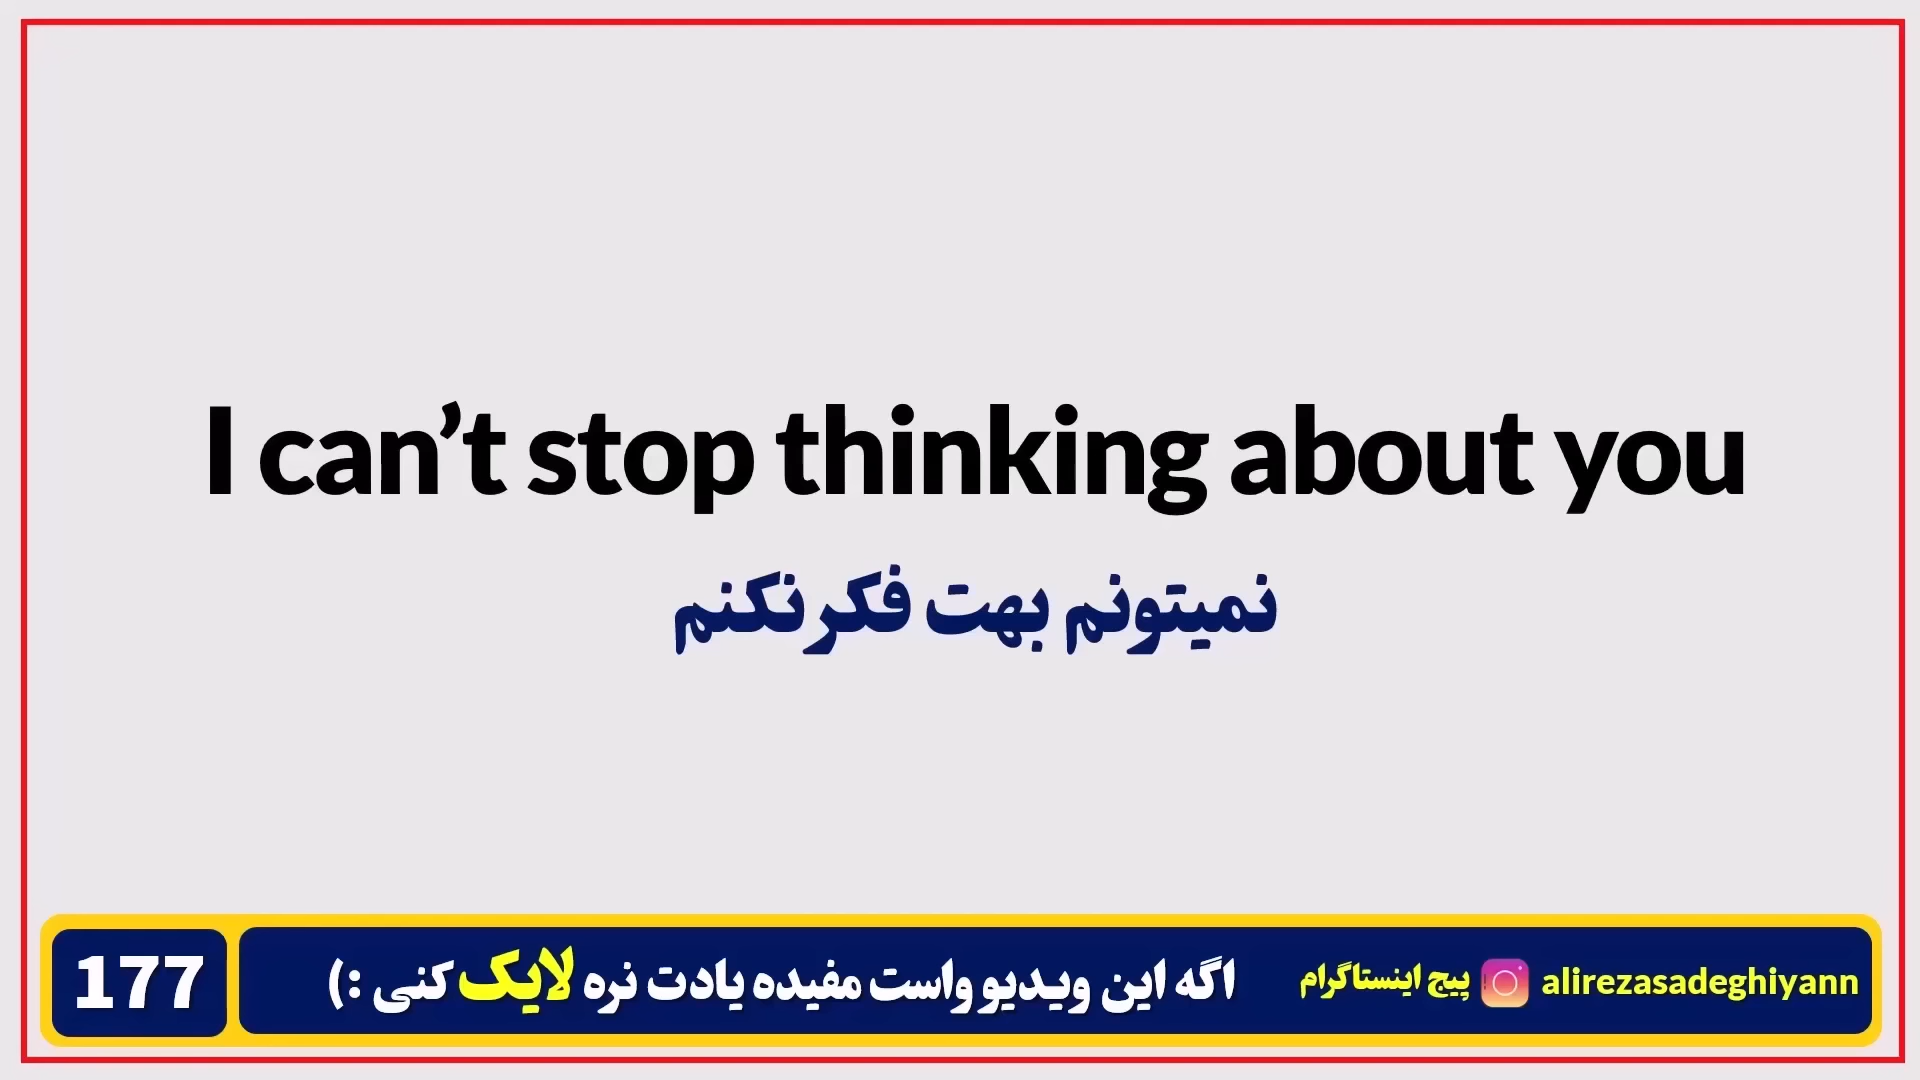 I can’t stop thinking about you
نمیتونم بهت فکر نکنم
177
اگه این ویدیو واست مفیده یادت نره لایک کنی :)
پیج اینستاگرام
alirezasadeghiyann